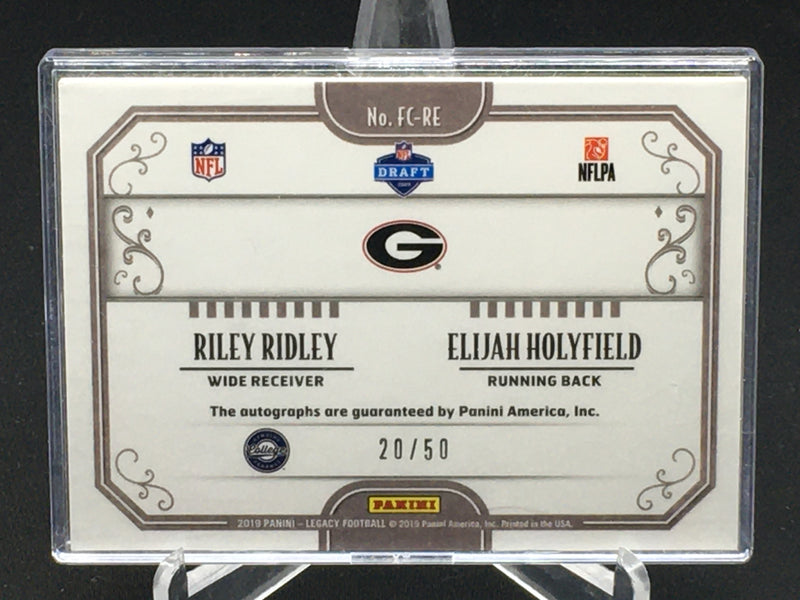 No. FC-RE
NFL
DRAFT
NFLPA
G
RILEY RIDLEY
ELIJAH HOLYFIELD
WIDE RECEIVER
RUNNING BACK
The autographs are guaranteed by Panini America, Inc.
College
20/50
PANINI
2019 PANINI – LEGACY FOOTBALL © 2019 Panini America, Inc. Printed in the USA.